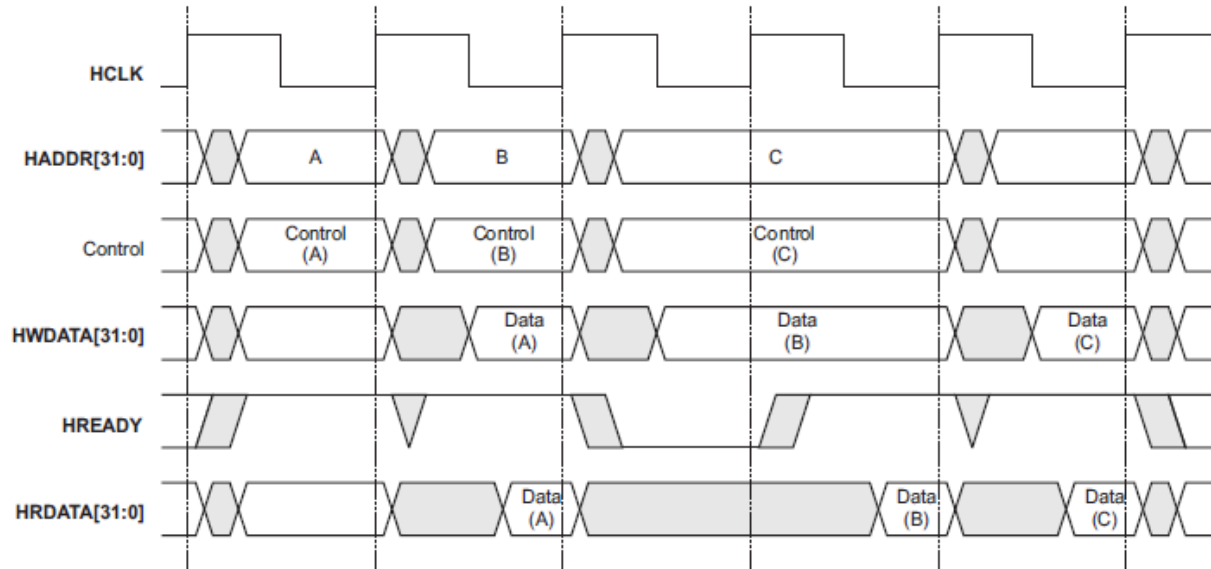 HCLK
HADDR[31:0]
A
B
C
Control
Control
(A)
Control
(B)
Control
(C)
HWDATA[31:0]
Data
(A)
Data
(B)
Data
(C)
HREADY
HRDATA[31:0]
Data
(A)
Data
(B)
Data
(C)